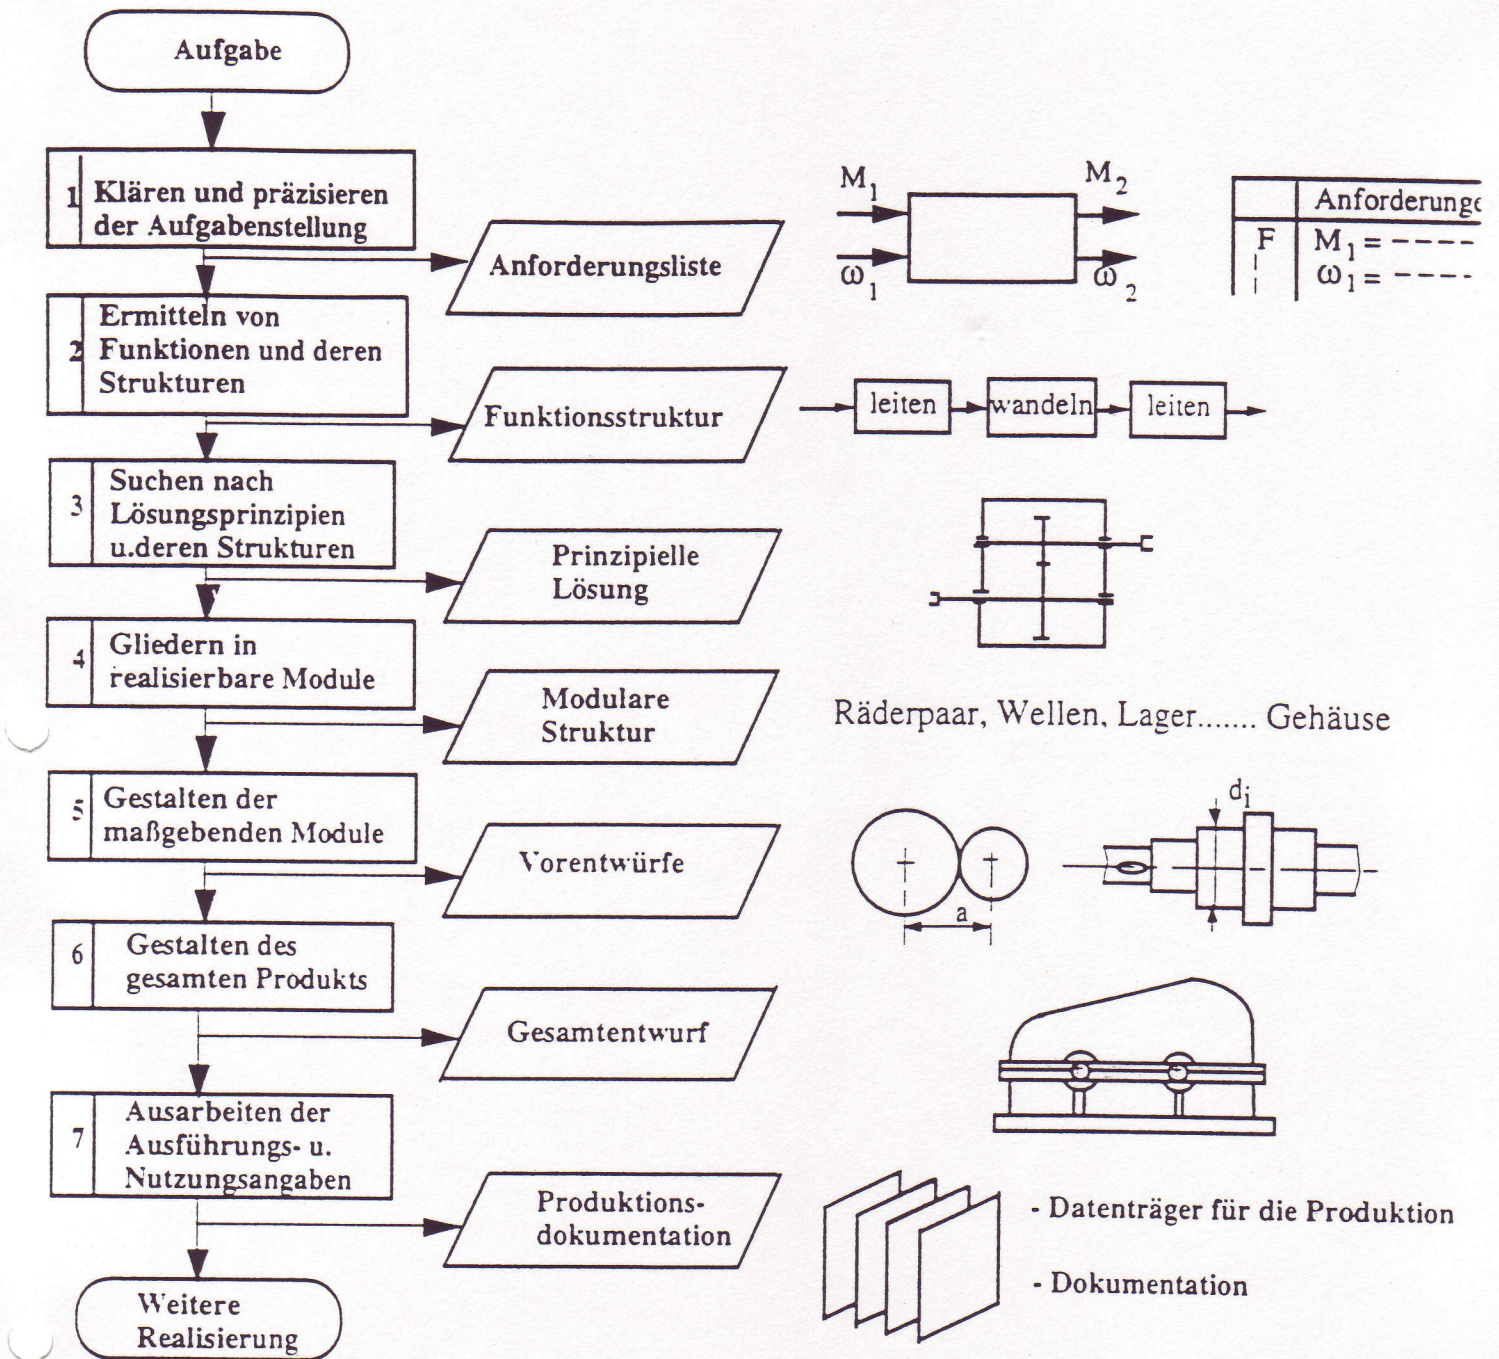 Aufgabe
1 Klären und präzisieren
der Aufgabenstellung
Anforderungsliste
M1
ω1
M2
ω2
Anforderunge
F M1 = ----
ω1 = ----
2 Ermitteln von
Funktionen und deren
Strukturen
Funktionsstruktur
leiten wandeln leiten
3 Suchen nach
Lösungsprinzipien
u.deren Strukturen
Prinzipielle
Lösung
4 Gliedern in
realisierbare Module
Modulare
Struktur
Räderpaar, Wellen, Lager....... Gehäuse
5 Gestalten der
maßgebenden Module
Vorentwürfe
a
di
6 Gestalten des
gesamten Produkts
Gesamtentwurf
7 Ausarbeiten der
Ausführungs- u.
Nutzungsangaben
Produktions-
dokumentation
- Datenträger für die Produktion
- Dokumentation
Weitere
Realisierung